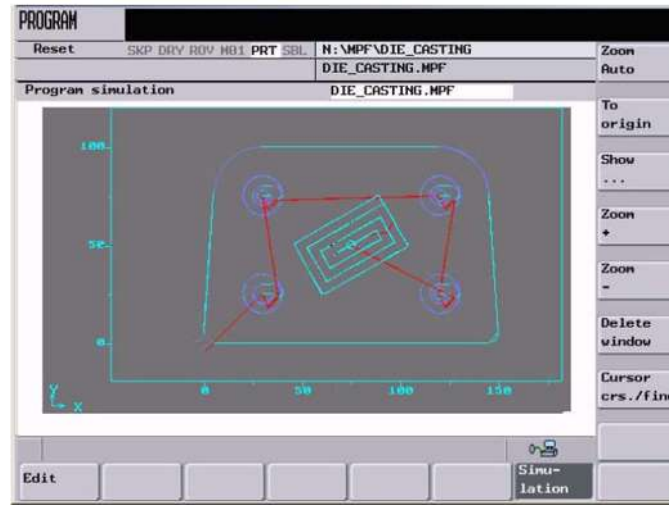 PROGRAM
Reset SKP DRY ROV M01 PRT SBL N:\MPF\DIE_CASTING
DIE_CASTING.MPF
Program simulation DIE_CASTING.MPF
Zoom
Auto
To
origin
Show
...
Zoom
+
Zoom
-
Delete
window
Cursor
crs./fine
100
50
0
Y
X
0 50 100 150
Edit
Simu-
lation